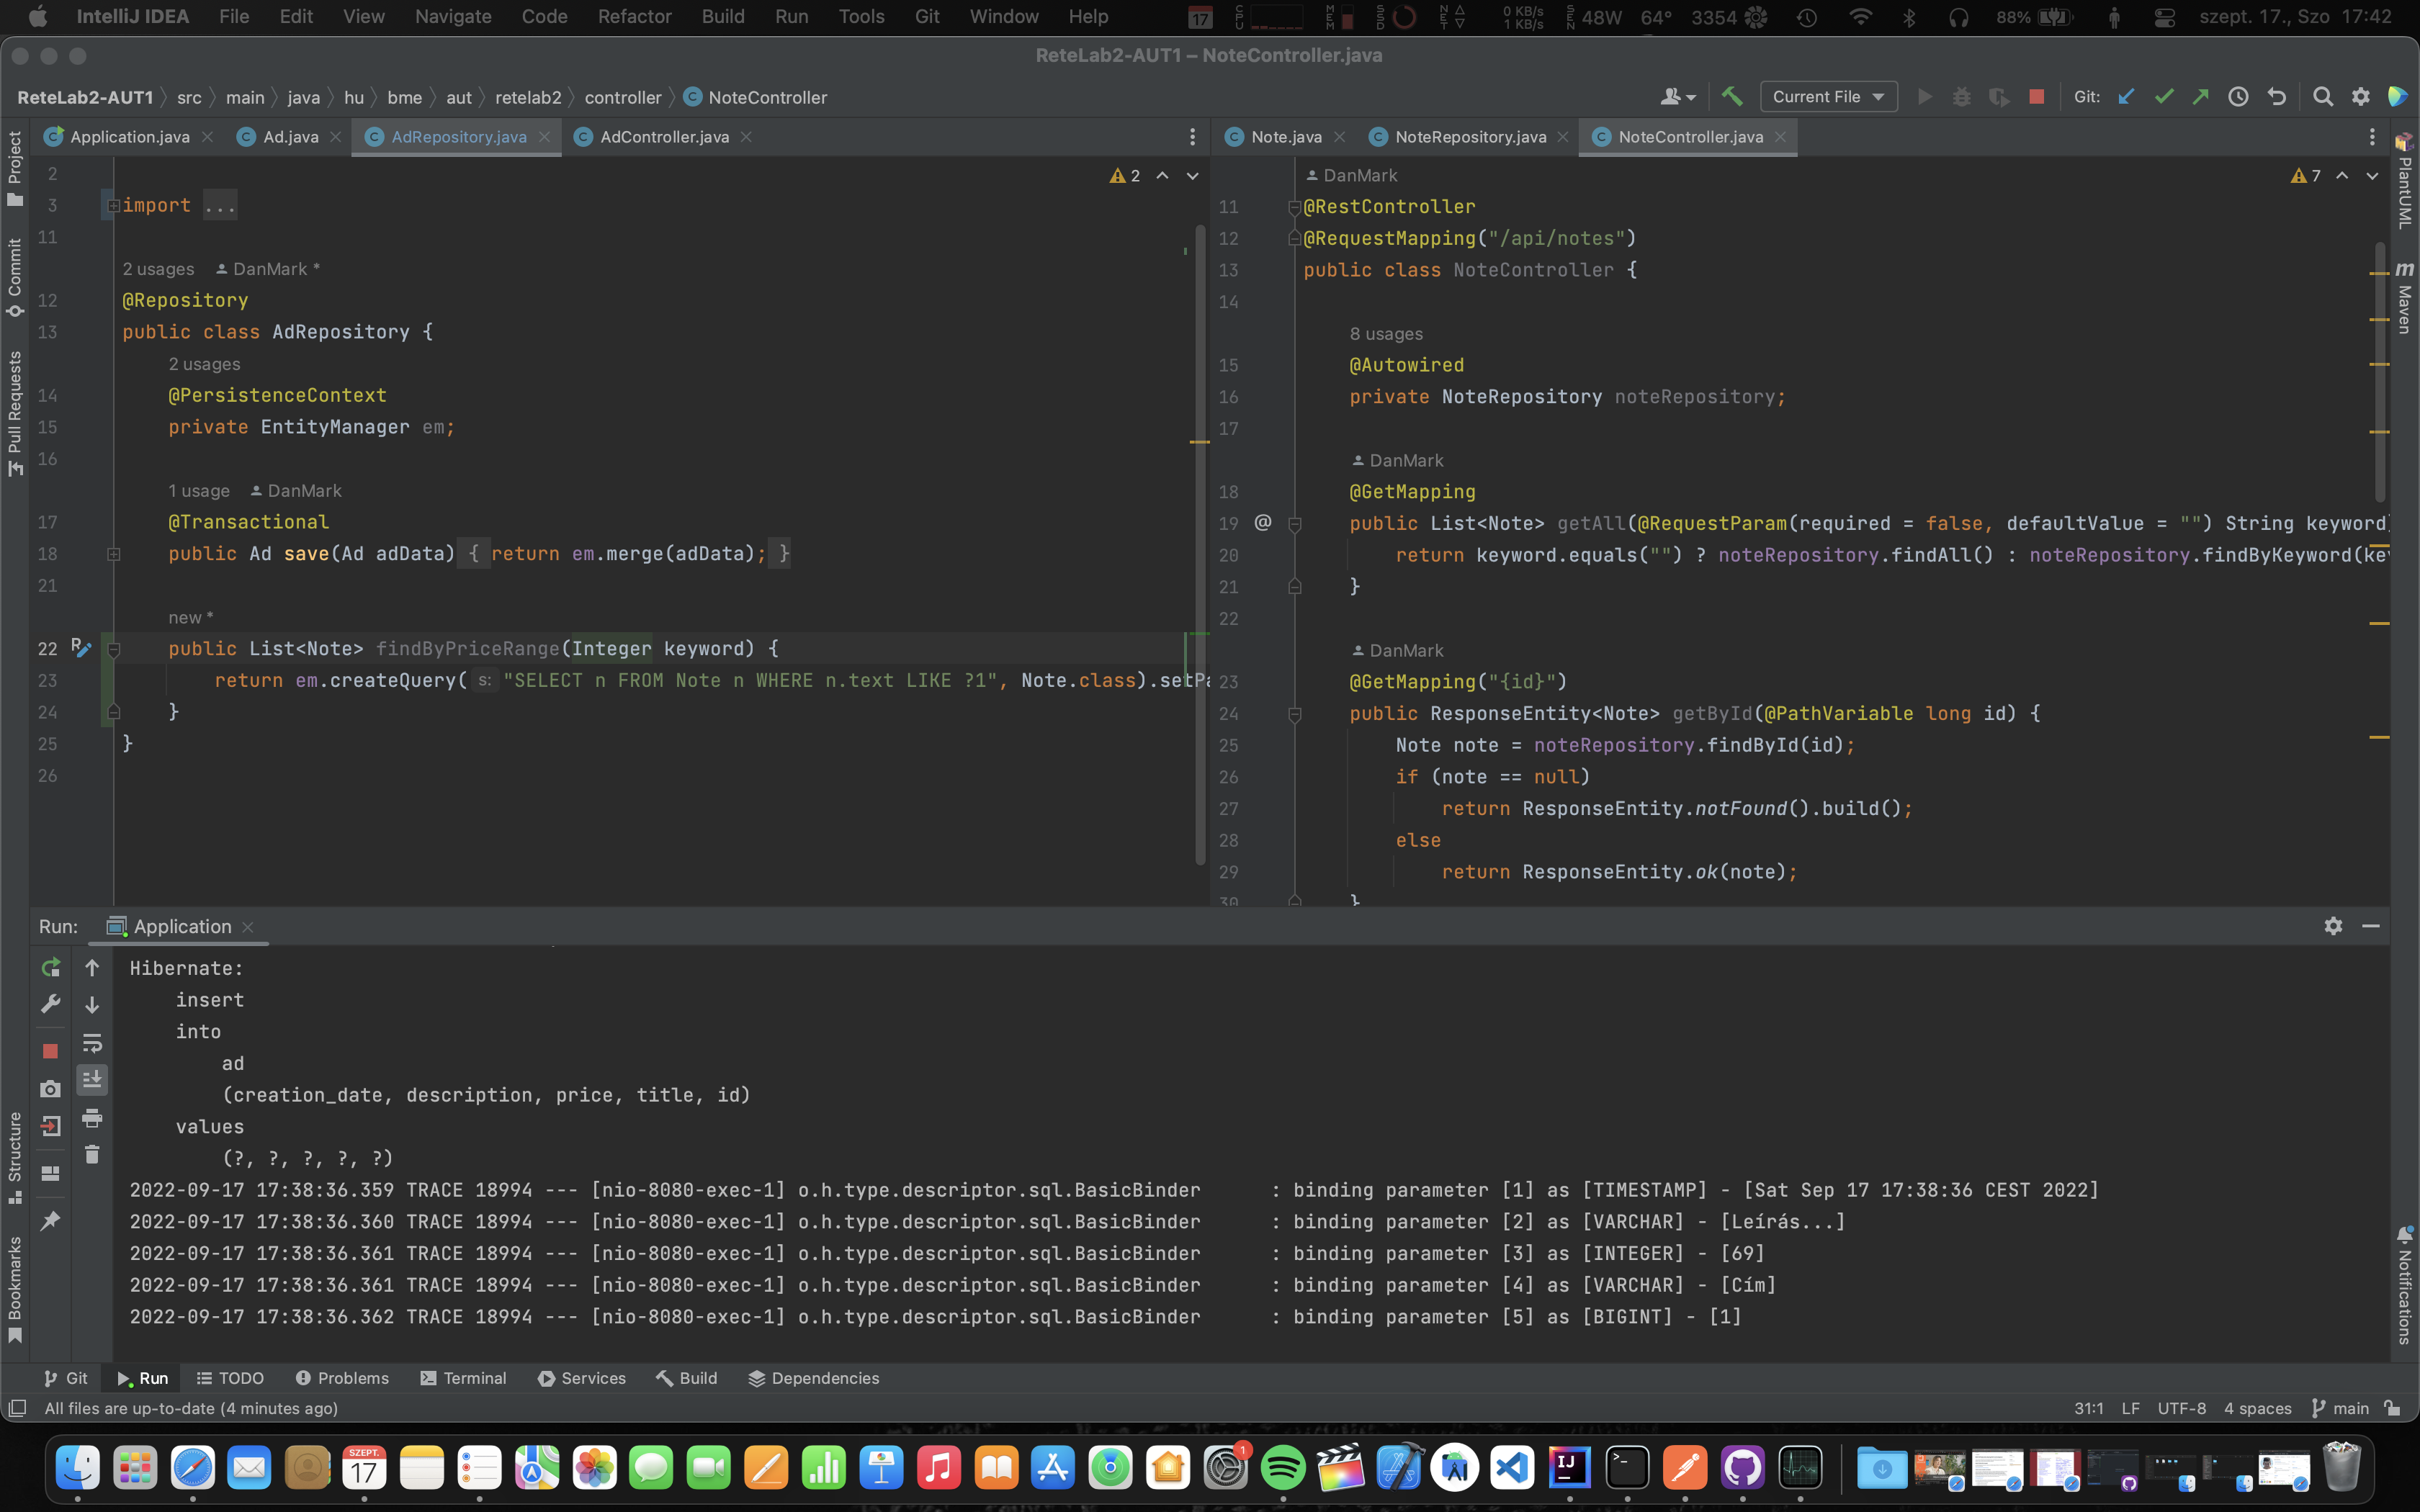 IntelliJ IDEA File Edit View Navigate Code Refactor Build Run Tools Git Window Help 17 CPU MEM SSD NET 0 KB/s 1 KB/s SEN 48W 64° 3354 88% szept. 17., Szo 17:42
ReteLab2-AUT1 – NoteController.java
ReteLab2-AUT1 src main java hu bme aut retelab2 controller NoteController Current File Git:
Application.java Ad.java AdRepository.java AdController.java
2 2
3 import ...
11
2 usages DanMark *
12 @Repository
13 public class AdRepository {
2 usages
14 @PersistenceContext
15 private EntityManager em;
16
1 usage DanMark
17 @Transactional
18 public Ad save(Ad adData) { return em.merge(adData); }
21
new *
22 public List<Note> findByPriceRange(Integer keyword) {
23 return em.createQuery( s: "SELECT n FROM Note n WHERE n.text LIKE ?1", Note.class).setPa
24 }
25 }
26
Note.java NoteRepository.java NoteController.java
DanMark 7
11 @RestController
12 @RequestMapping("/api/notes")
13 public class NoteController {
14
8 usages
15 @Autowired
16 private NoteRepository noteRepository;
17
DanMark
18 @GetMapping
19 @ public List<Note> getAll(@RequestParam(required = false, defaultValue = "") String keyword
20 return keyword.equals("") ? noteRepository.findAll() : noteRepository.findByKeyword(key
21 }
22
DanMark
23 @GetMapping("{id}")
24 public ResponseEntity<Note> getById(@PathVariable long id) {
25 Note note = noteRepository.findById(id);
26 if (note == null)
27 return ResponseEntity.notFound().build();
28 else
29 return ResponseEntity.ok(note);
30 }
Project
Commit
Pull Requests
Structure
Bookmarks
PlantUML
Maven
Notifications
Run: Application
Hibernate:
insert
into
ad
(creation_date, description, price, title, id)
values
(?, ?, ?, ?, ?)
2022-09-17 17:38:36.359 TRACE 18994 --- [nio-8080-exec-1] o.h.type.descriptor.sql.BasicBinder : binding parameter [1] as [TIMESTAMP] - [Sat Sep 17 17:38:36 CEST 2022]
2022-09-17 17:38:36.360 TRACE 18994 --- [nio-8080-exec-1] o.h.type.descriptor.sql.BasicBinder : binding parameter [2] as [VARCHAR] - [Leírás...]
2022-09-17 17:38:36.361 TRACE 18994 --- [nio-8080-exec-1] o.h.type.descriptor.sql.BasicBinder : binding parameter [3] as [INTEGER] - [69]
2022-09-17 17:38:36.361 TRACE 18994 --- [nio-8080-exec-1] o.h.type.descriptor.sql.BasicBinder : binding parameter [4] as [VARCHAR] - [Cím]
2022-09-17 17:38:36.362 TRACE 18994 --- [nio-8080-exec-1] o.h.type.descriptor.sql.BasicBinder : binding parameter [5] as [BIGINT] - [1]
Git Run TODO Problems Terminal Services Build Dependencies
All files are up-to-date (4 minutes ago) 31:1 LF UTF-8 4 spaces main
SZEPT.
17
1
IJ